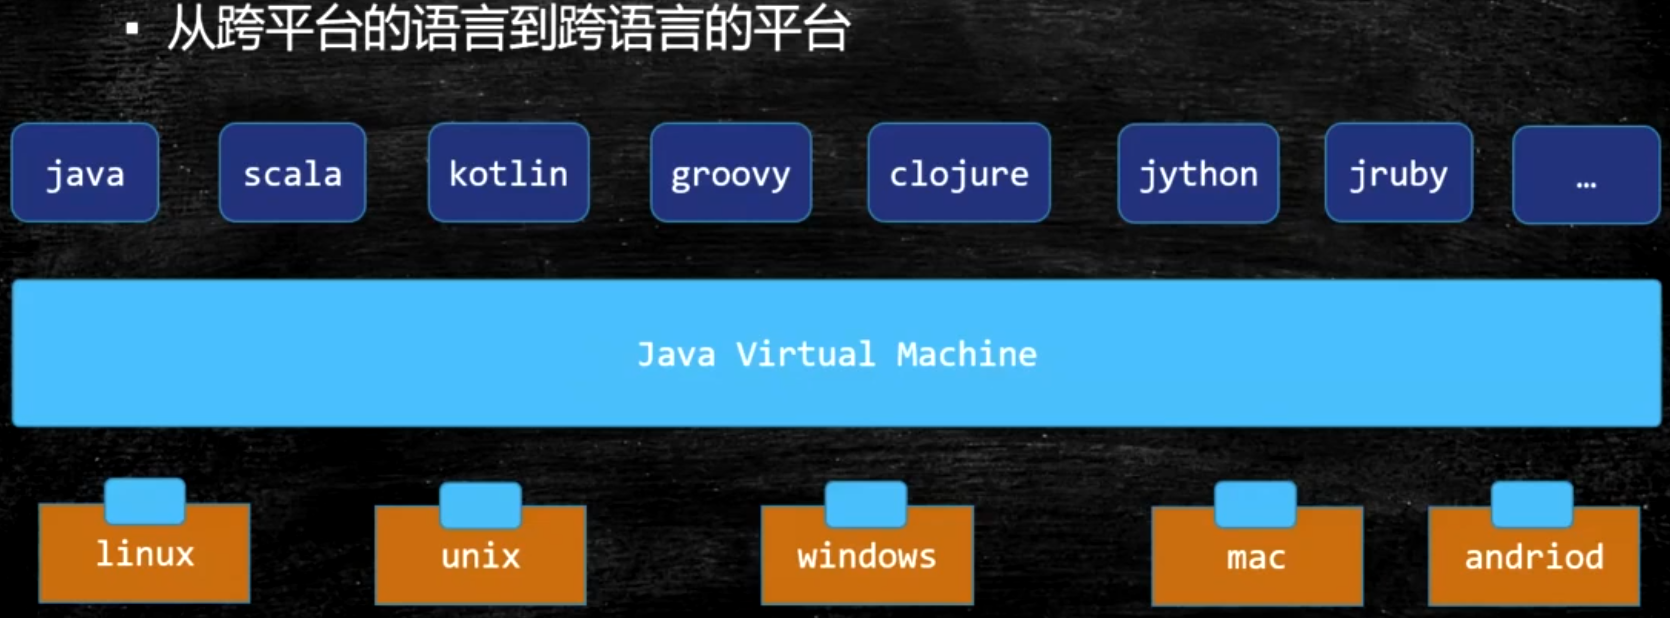 ▪ 从跨平台的语言到跨语言的平台
java scala kotlin groovy clojure jython jruby …
Java Virtual Machine
linux unix windows mac andriod